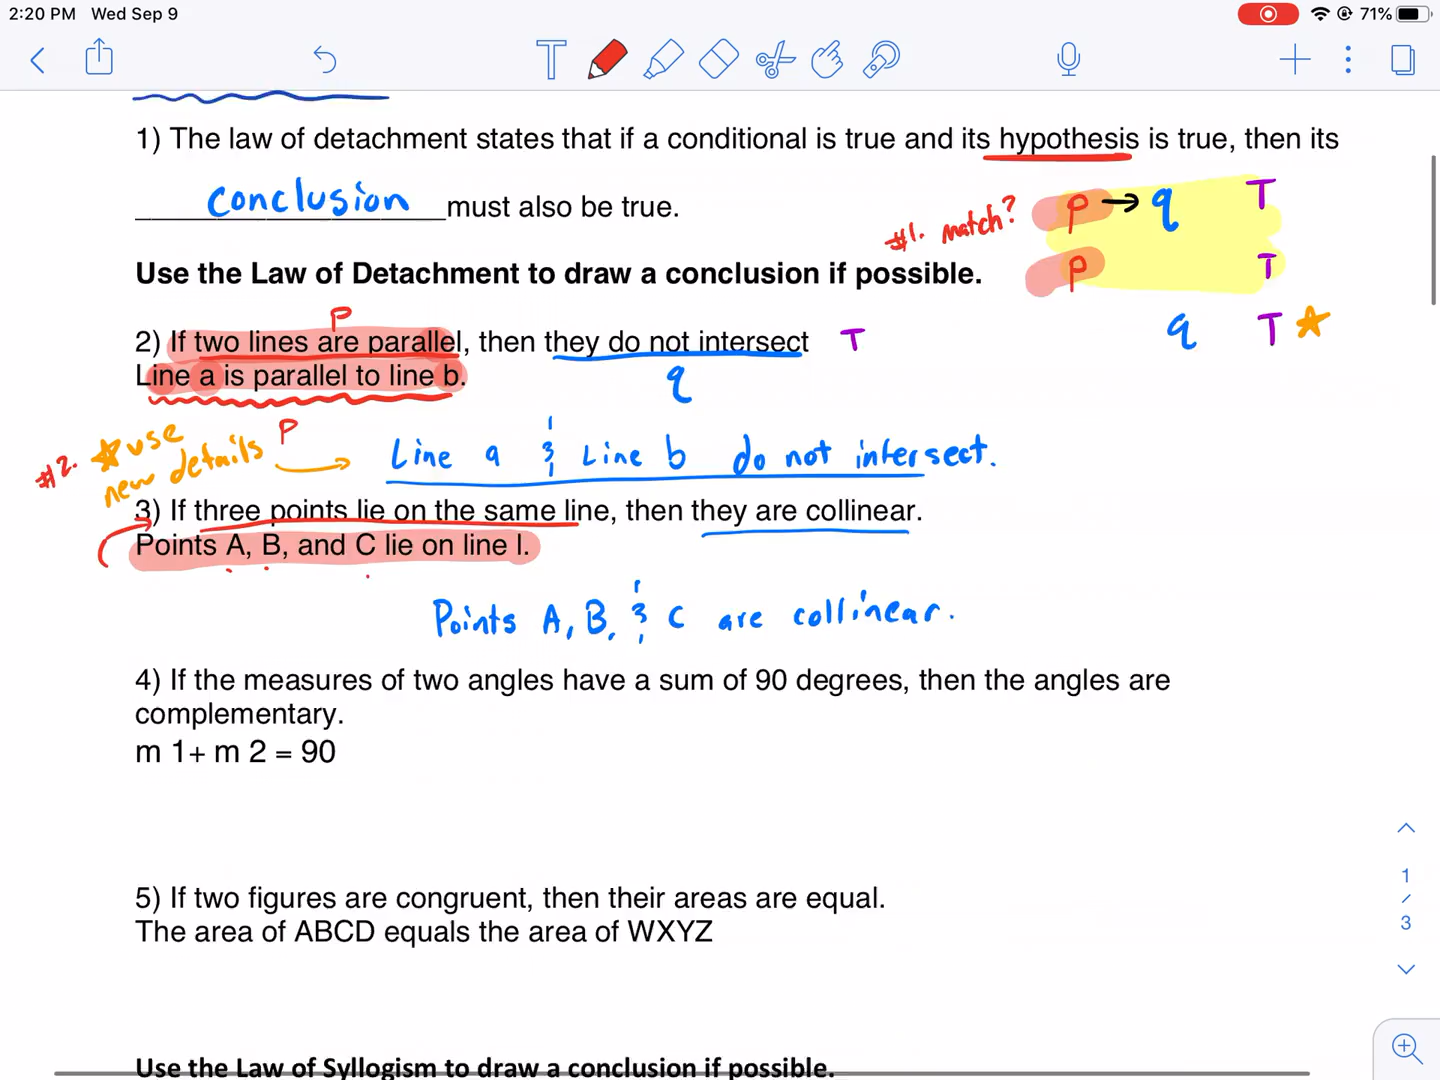 2:20 PM Wed Sep 9 71%
1) The law of detachment states that if a conditional is true and its hypothesis is true, then its
conclusion must also be true.
#1. match? p → q T
p T
q T
Use the Law of Detachment to draw a conclusion if possible.
P
2) If two lines are parallel, then they do not intersect T
Line a is parallel to line b.
q
P
#2. use new details → Line a & Line b do not intersect.
3) If three points lie on the same line, then they are collinear.
Points A, B, and C lie on line l.
Points A, B, & C are collinear.
4) If the measures of two angles have a sum of 90 degrees, then the angles are
complementary.
m 1+ m 2 = 90
5) If two figures are congruent, then their areas are equal.
The area of ABCD equals the area of WXYZ
1
/
3
Use the Law of Syllogism to draw a conclusion if possible.